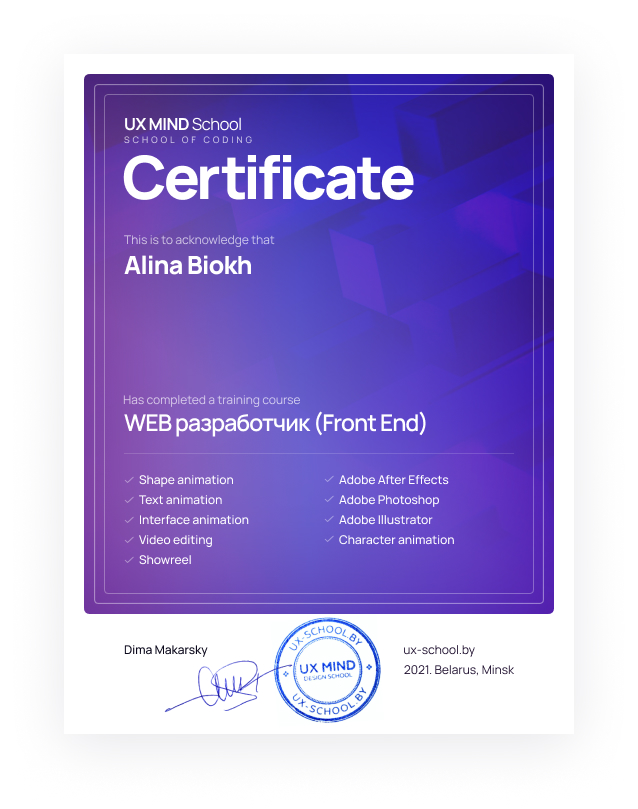 UX MIND School
SCHOOL OF CODING
Certificate
This is to acknowledge that
Alina Biokh
Has completed a training course
WEB разработчик (Front End)
Shape animation
Text animation
Interface animation
Video editing
Showreel
Adobe After Effects
Adobe Photoshop
Adobe Illustrator
Character animation
Dima Makarsky
UX-SCHOOL.BY
UX MIND
DESIGN SCHOOL
UX-SCHOOL.BY
ux-school.by
2021. Belarus, Minsk